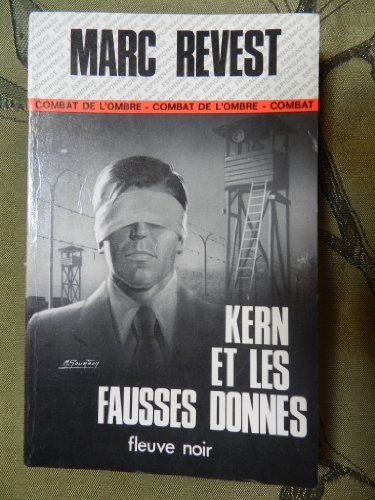 MARC REVEST
COMBAT DE L'OMBRE - COMBAT DE L'OMBRE - COMBAT
KERN
ET LES
FAUSSES DONNES
fleuve noir